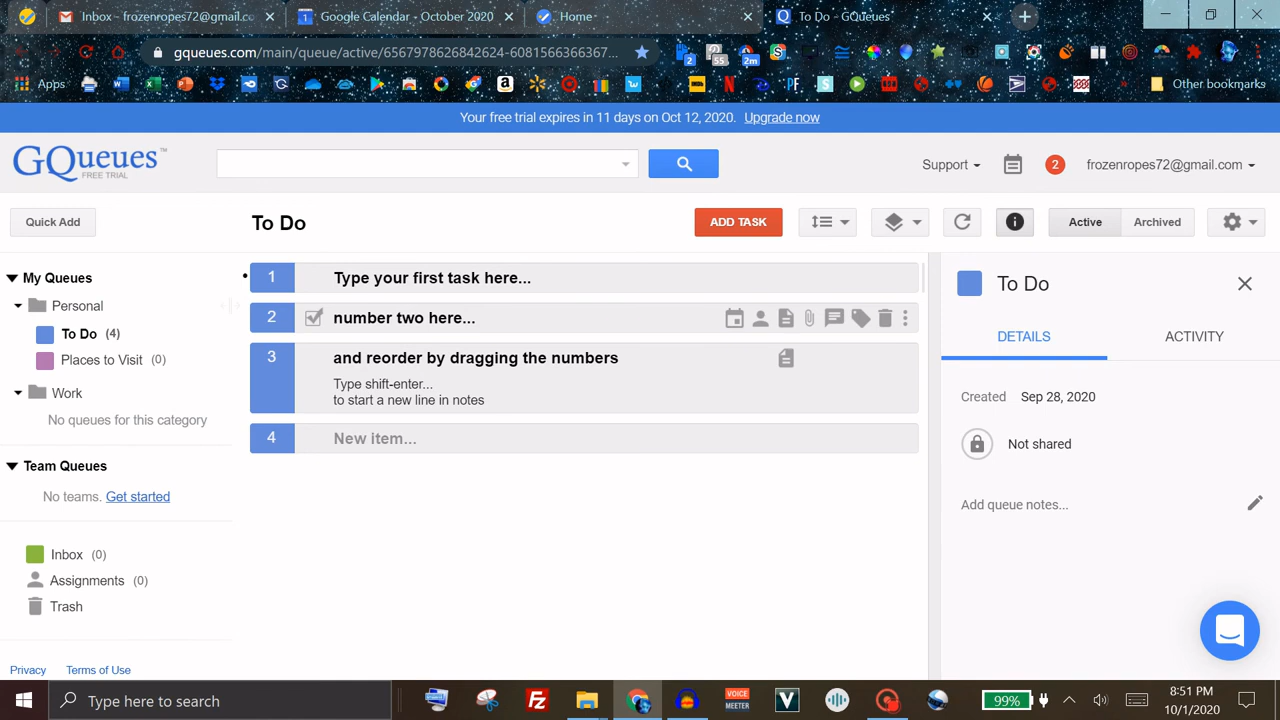 Inbox - frozenropes72@gmail.co
Google Calendar - October 2020
Home
To Do - GQueues
gqueues.com/main/queue/active/6567978626842624-6081566366367...
2
55
2m
Apps
Other bookmarks
Your free trial expires in 11 days on Oct 12, 2020. Upgrade now
GQueues™
FREE TRIAL
Support
2
frozenropes72@gmail.com
Quick Add
To Do
ADD TASK
Active
Archived
My Queues
Personal
To Do (4)
Places to Visit (0)
Work
No queues for this category
Team Queues
No teams. Get started
Inbox (0)
Assignments (0)
Trash
Privacy
Terms of Use
1 Type your first task here...
2 number two here...
3 and reorder by dragging the numbers
Type shift-enter...
to start a new line in notes
4 New item...
To Do
DETAILS
ACTIVITY
Created Sep 28, 2020
Not shared
Add queue notes...
Type here to search
VOICE
MEETER
99%
8:51 PM
10/1/2020